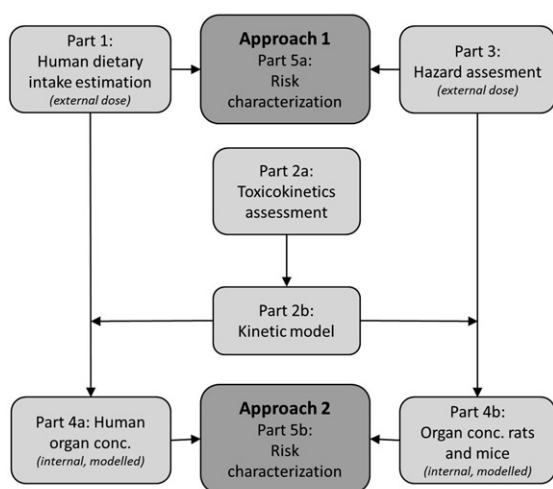 Part 1:
Human dietary
intake estimation
(external dose)
Approach 1
Part 5a:
Risk
characterization
Part 3:
Hazard assesment
(external dose)
Part 2a:
Toxicokinetics
assessment
Part 2b:
Kinetic model
Part 4a: Human
organ conc.
(internal, modelled)
Approach 2
Part 5b:
Risk
characterization
Part 4b:
Organ conc. rats
and mice
(internal, modelled)